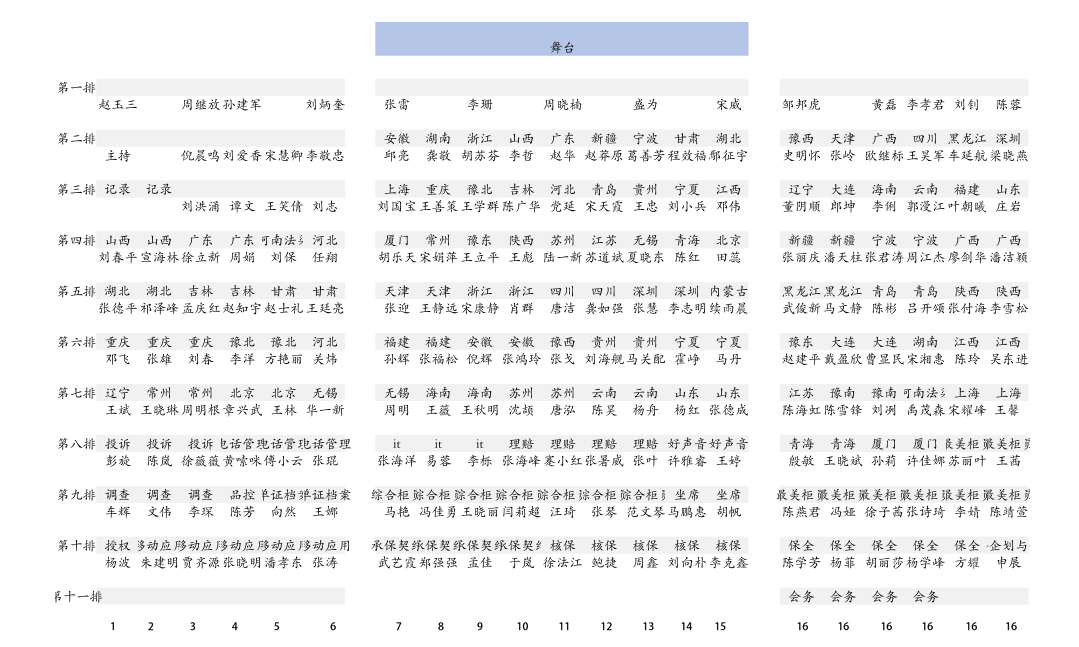 舞台
第一排
赵玉三 周继放 孙建军 刘炳奎 张雷 李珊 周晓楠 盛为 宋威 邹邦虎 黄磊 李孝君 刘钊 陈蓉
第二排 安徽 湖南 浙江 山西 广东 新疆 宁波 甘肃 湖北 豫西 天津 广西 四川 黑龙江 深圳
主持 倪晨鸣 刘爱香 宋慧卿 李敬忠 邱亮 龚敬 胡苏芬 李哲 赵华 赵莽原 葛善芳 程效福 鄢征宇 史明怀 张岭 欧继标 王昊军 车延航 梁晓燕
第三排 记录 记录 上海 重庆 豫北 吉林 河北 青岛 贵州 宁夏 江西 辽宁 大连 海南 云南 福建 山东
刘洪涌 谭文 王笑倩 刘志 刘国宝 王善策 王学群 陈广华 党延 宋天霞 王忠 刘小兵 邓伟 董阴顺 郎坤 李俐 郭漫江 叶朝曦 庄岩
第四排 山西 山西 广东 广东 河南法 河北 厦门 常州 豫东 陕西 苏州 江苏 无锡 青海 北京 新疆 新疆 宁波 宁波 广西 广西
刘春平 宣海林 徐立新 周娟 刘保 任翔 胡乐天 宋娟萍 王立平 王彪 陆一新 苏道斌 夏晓东 陈红 田蕊 张丽庆 潘天柱 张君涛 周江杰 廖剑华 潘洁颖
第五排 湖北 湖北 吉林 吉林 甘肃 甘肃 天津 天津 浙江 浙江 四川 四川 深圳 深圳 内蒙古 黑龙江 黑龙江 青岛 青岛 陕西 陕西
张德平 祁泽峰 孟庆红 赵知宇 赵士礼 王廷亮 张迎 王静远 宋康静 肖群 唐洁 龚如强 张慧 李志明 续雨晨 武俊新 马文静 陈彬 吕开颂 张付海 李雪松
第六排 重庆 重庆 重庆 豫北 豫北 河北 福建 福建 安徽 安徽 豫西 贵州 贵州 宁夏 宁夏 豫东 大连 大连 湖南 江西 江西
邓飞 张雄 刘春 李洋 方艳丽 关炜 孙辉 张福松 倪辉 张鸿玲 张戈 刘海舰 马关配 霍峥 马丹 赵建平 戴盈欣 曹显民 宋湘惠 陈玲 吴东进
第七排 辽宁 常州 常州 北京 北京 无锡 无锡 海南 海南 苏州 苏州 云南 云南 山东 山东 江苏 豫南 豫南 河南法 上海 上海
王斌 王晓琳 周明根 章兴武 王林 华一新 周明 王薇 王秋明 沈颉 唐泓 陈昊 杨舟 杨红 张德成 陈海虹 陈雪锋 刘冽 禹茂森 宋耀峰 王馨
第八排 投诉 投诉 投诉 电话管理 电话管理 电话管理 it it it 理赔 理赔 理赔 理赔 好声音 好声音 青海 青海 厦门 厦门 最美柜 最美柜
彭旋 陈岚 徐薇薇 黄嗦咪 傅小云 张琨 张海洋 易蓉 李栎 张海峰 蹇小红 张暑威 张叶 许雅睿 王婷 殷敏 王晓斌 孙莉 许佳娜 苏丽叶 王茜
第九排 调查 调查 调查 品控 单证档 单证档案 综合柜 综合柜 综合柜 综合柜 综合柜 综合柜 综合柜 坐席 坐席 最美柜 最美柜 最美柜 最美柜 最美柜 最美柜
车辉 文伟 李琛 陈芳 向然 王娜 马艳 冯佳勇 王晓丽 闫莉超 汪琦 张琴 范文琴 马鹏惠 胡帆 陈燕君 冯娅 徐子茜 张诗琦 李婧 陈靖萱
第十排 授权 移动应用 移动应用 移动应用 移动应用 移动应用 承保契约 承保契约 承保契约 承保契约 核保 核保 核保 核保 核保 保全 保全 保全 保全 保全 企划与
杨波 朱建明 贾齐源 张晓明 潘孝东 张涛 武艺霞 郑强强 孟佳 于岚 徐法江 鲍捷 周鑫 刘向朴 李克鑫 陈学芳 杨菲 胡丽莎 杨学峰 方耀 申展
第十一排 会务 会务 会务 会务
1 2 3 4 5 6 7 8 9 10 11 12 13 14 15 16 16 16 16 16 16